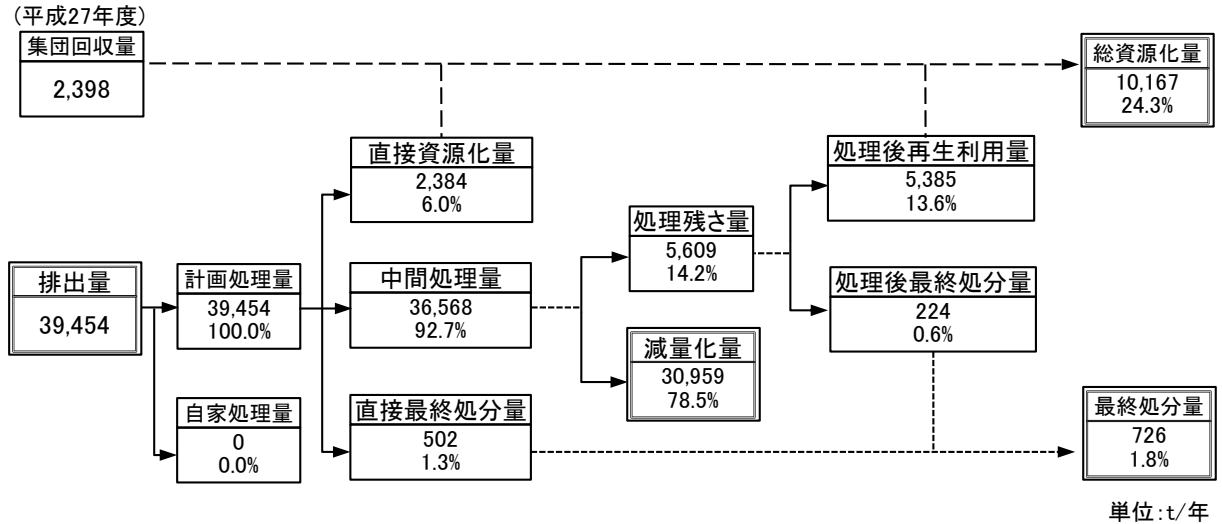 (平成27年度)
集団回収量
2,398
総資源化量
10,167
24.3%
直接資源化量
2,384
6.0%
処理後再生利用量
5,385
13.6%
処理残さ量
5,609
14.2%
排出量
39,454
計画処理量
39,454
100.0%
中間処理量
36,568
92.7%
処理後最終処分量
224
0.6%
減量化量
30,959
78.5%
自家処理量
0
0.0%
直接最終処分量
502
1.3%
最終処分量
726
1.8%
単位:t/年